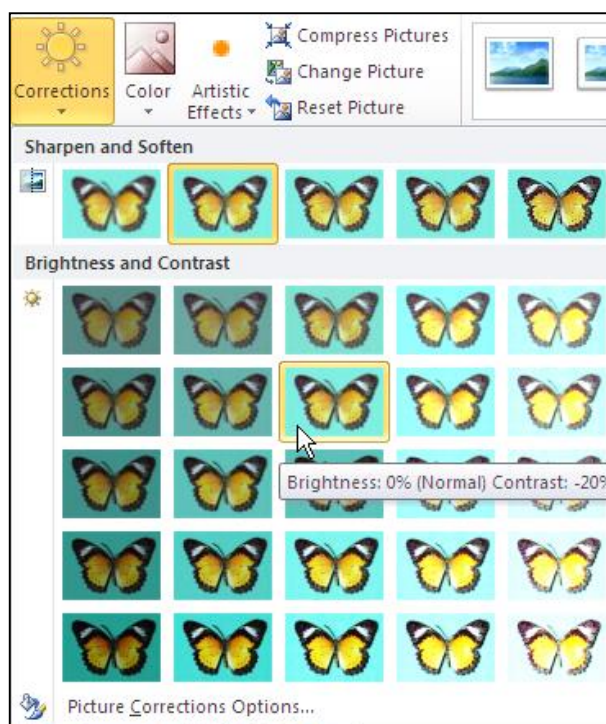 Corrections
Color
Artistic
Effects
Compress Pictures
Change Picture
Reset Picture
Sharpen and Soften
Brightness and Contrast
Brightness: 0% (Normal) Contrast: -20%
Picture Corrections Options...